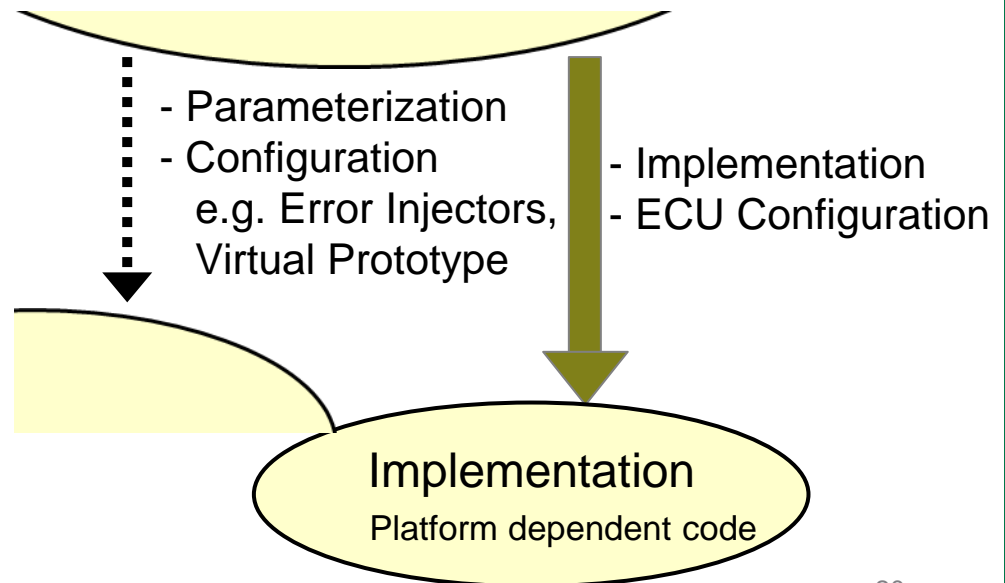 - Parameterization
- Configuration
e.g. Error Injectors,
Virtual Prototype
- Implementation
- ECU Configuration
Implementation
Platform dependent code